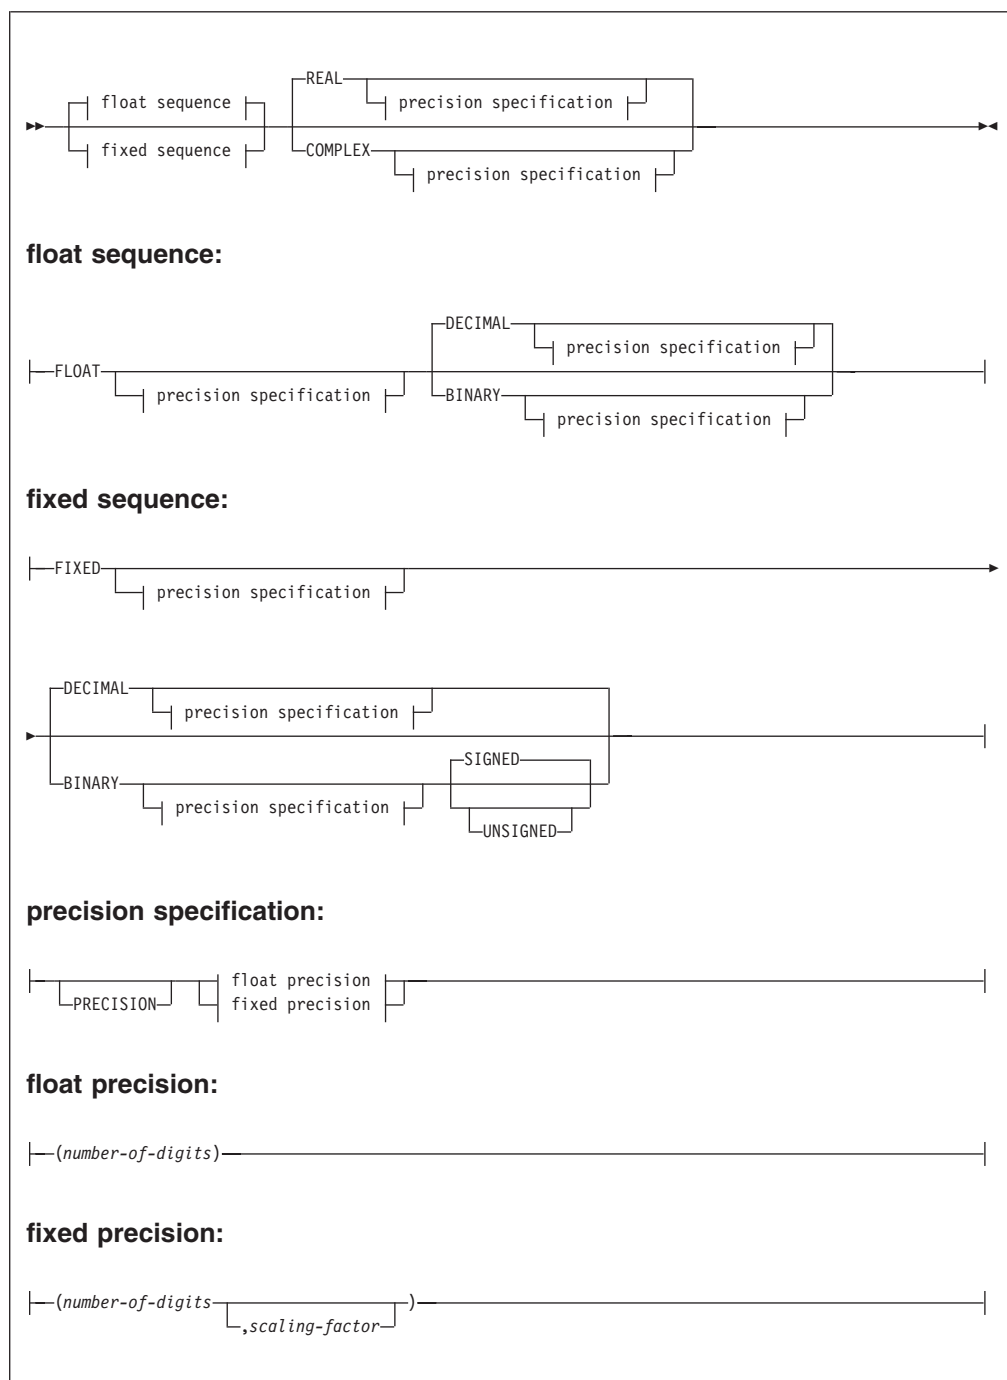 REAL
precision specification
float sequence
fixed sequence
COMPLEX
precision specification
float sequence:
DECIMAL
precision specification
FLOAT
precision specification
BINARY
precision specification
fixed sequence:
FIXED
precision specification
DECIMAL
precision specification
SIGNED
BINARY
precision specification
UNSIGNED
precision specification:
float precision
PRECISION
fixed precision
float precision:
(number-of-digits)
fixed precision:
(number-of-digits )
,scaling-factor